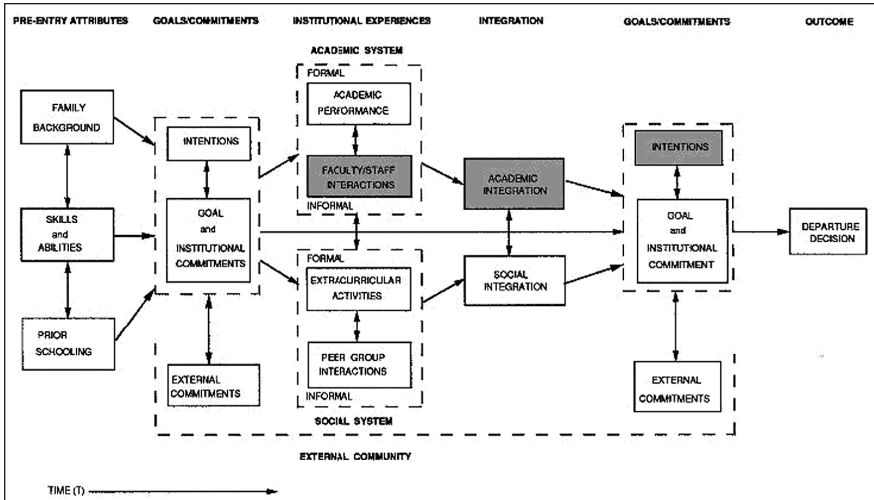 PRE-ENTRY ATTRIBUTES
GOALS/COMMITMENTS
INSTITUTIONAL EXPERIENCES
INTEGRATION
GOALS/COMMITMENTS
OUTCOME
ACADEMIC SYSTEM
FORMAL
ACADEMIC
PERFORMANCE
FACULTY/STAFF
INTERACTIONS
INFORMAL
FAMILY
BACKGROUND
SKILLS
and
ABILITIES
PRIOR
SCHOOLING
INTENTIONS
GOAL
and
INSTITUTIONAL
COMMITMENTS
EXTERNAL
COMMITMENTS
FORMAL
EXTRACURRICULAR
ACTIVITIES
PEER GROUP
INTERACTIONS
INFORMAL
SOCIAL SYSTEM
ACADEMIC
INTEGRATION
SOCIAL
INTEGRATION
INTENTIONS
GOAL
and
INSTITUTIONAL
COMMITMENT
EXTERNAL
COMMITMENTS
DEPARTURE
DECISION
EXTERNAL COMMUNITY
TIME (T)